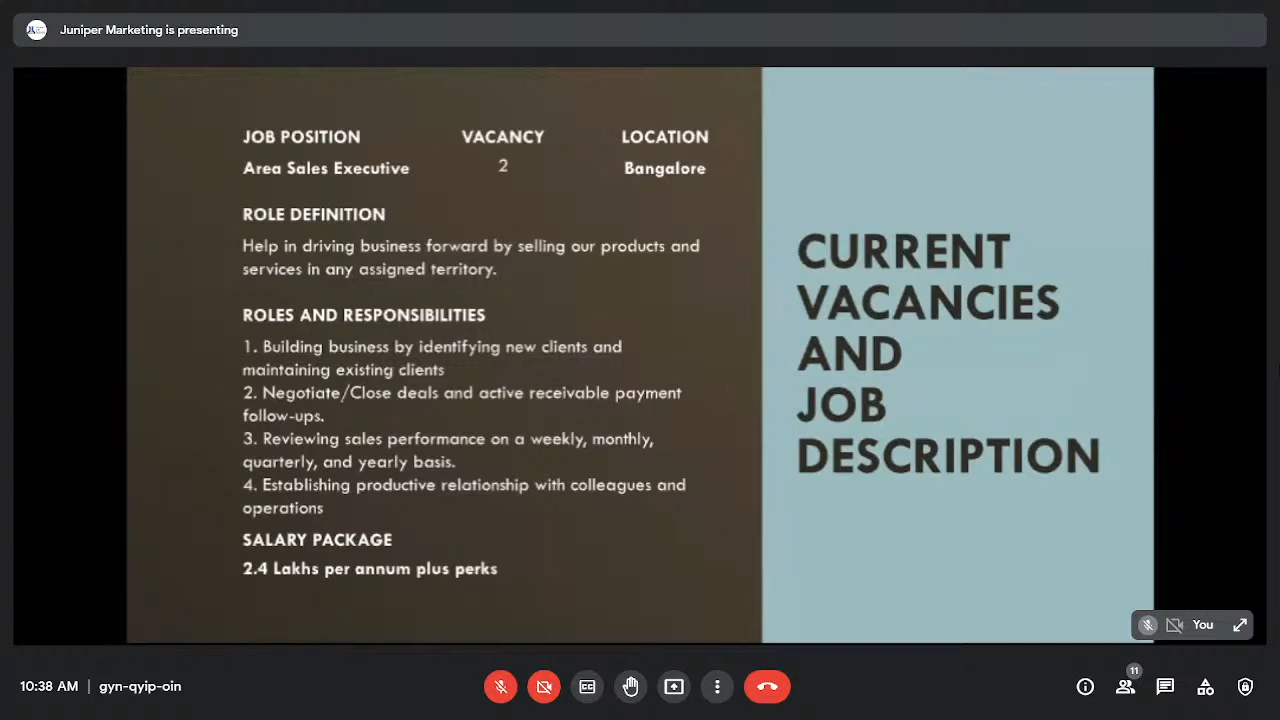 Juniper Marketing is presenting
JOB POSITION VACANCY LOCATION
Area Sales Executive 2 Bangalore
ROLE DEFINITION
Help in driving business forward by selling our products and
services in any assigned territory.
ROLES AND RESPONSIBILITIES
1. Building business by identifying new clients and
maintaining existing clients
2. Negotiate/Close deals and active receivable payment
follow-ups.
3. Reviewing sales performance on a weekly, monthly,
quarterly, and yearly basis.
4. Establishing productive relationship with colleagues and
operations
SALARY PACKAGE
2.4 Lakhs per annum plus perks
CURRENT
VACANCIES
AND
JOB
DESCRIPTION
You
10:38 AM | gyn-qyip-oin
11